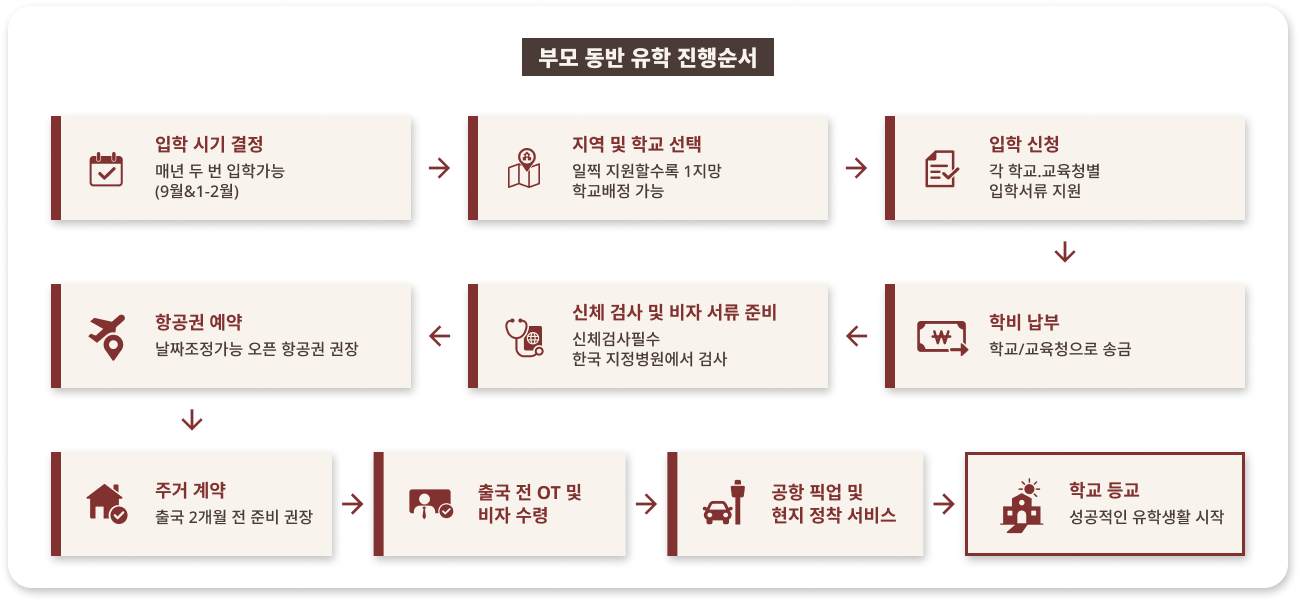 부모 동반 유학 진행순서
입학 시기 결정
매년 두 번 입학가능
(9월&1-2월)
지역 및 학교 선택
일찍 지원할수록 1지망
학교배정 가능
입학 신청
각 학교.교육청별
입학서류 지원
학비 납부
학교/교육청으로 송금
신체 검사 및 비자 서류 준비
신체검사필수
한국 지정병원에서 검사
항공권 예약
날짜조정가능 오픈 항공권 권장
주거 계약
출국 2개월 전 준비 권장
출국 전 OT 및
비자 수령
공항 픽업 및
현지 정착 서비스
학교 등교
성공적인 유학생활 시작